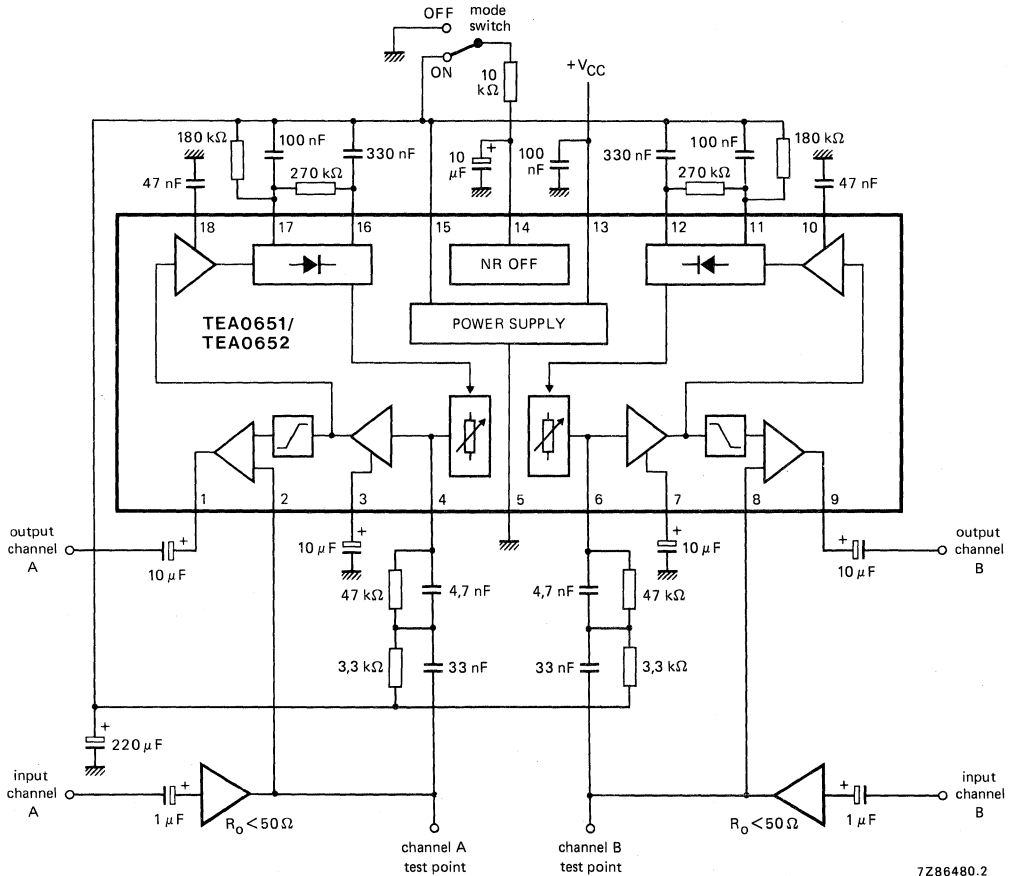 OFF
mode
switch
ON
10
kΩ
+VCC
180 kΩ
100 nF
330 nF
270 kΩ
47 nF
10
μF
+
100
nF
330 nF
100 nF
180 kΩ
270 kΩ
47 nF
18
17
16
15
14
13
12
11
10
NR OFF
POWER SUPPLY
TEA0651/
TEA0652
1
2
3
4
5
6
7
8
9
output
channel
A
+
10 μF
+
10 μF
47 kΩ
4,7 nF
3,3 kΩ
33 nF
4,7 nF
47 kΩ
33 nF
3,3 kΩ
+
10 μF
+
10 μF
output
channel
B
+
220 μF
input
channel
A
+
1 μF
Ro<50Ω
channel A
test point
channel B
test point
Ro<50Ω
+
1 μF
input
channel
B
7Z86480.2